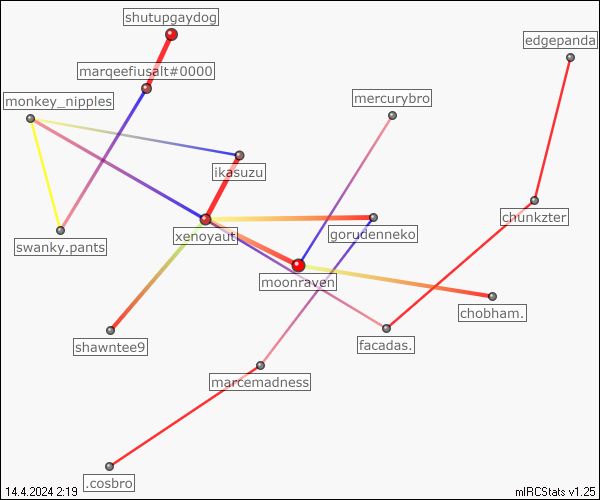 shutupgaydog
edgepanda
marqeefiusalt#0000
monkey_nipples
mercurybro
ikasuzu
chunkzter
xenoyaut
gorudenneko
swanky.pants
moonraven
chobham.
shawntee9
facadas.
marcemadness
.cosbro
14.4.2024 2:19
mIRCStats v1.25